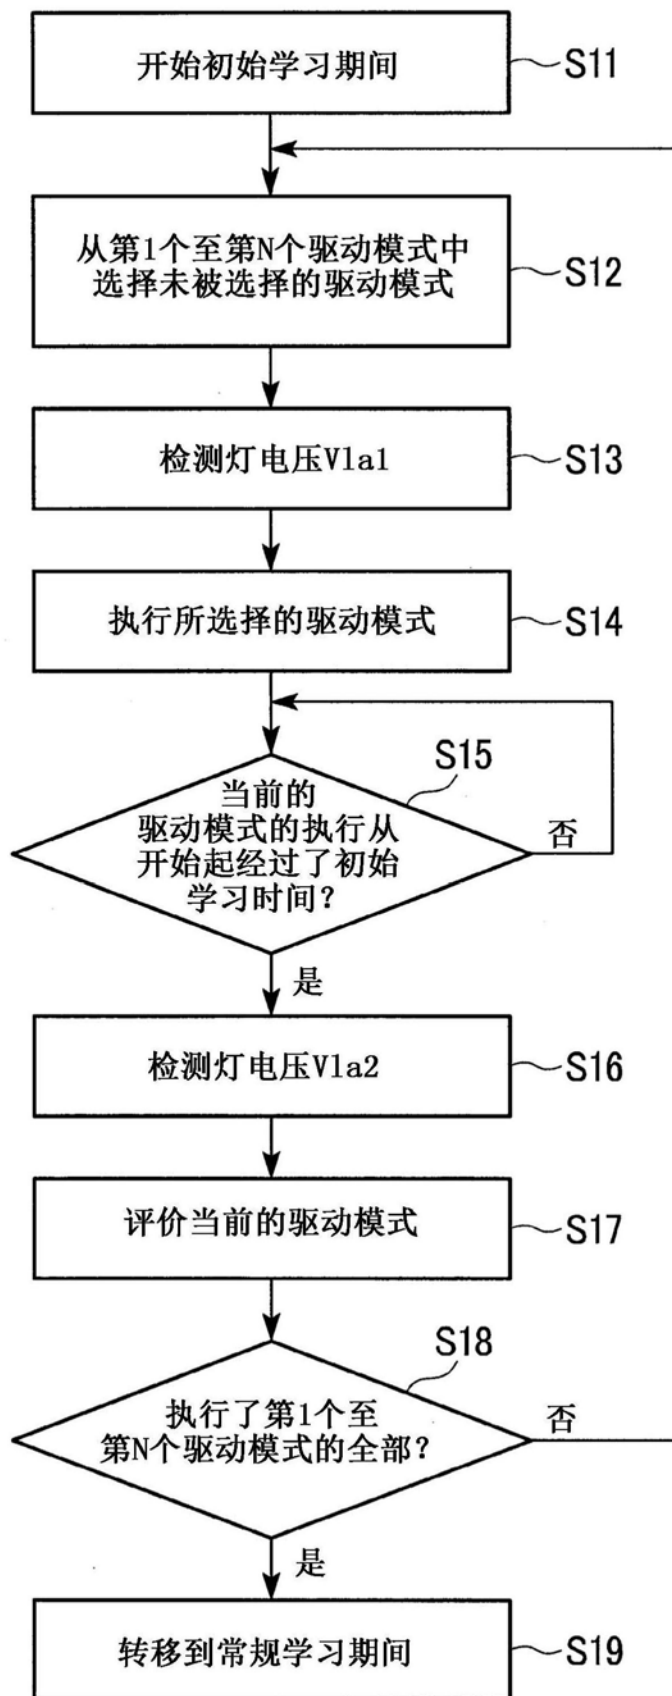 开始初始学习期间
S11
从第1个至第N个驱动模式中
选择未被选择的驱动模式
S12
检测灯电压Vla1
S13
执行所选择的驱动模式
S14
S15
当前的
驱动模式的执行从
开始起经过了初始
学习时间？
否
是
检测灯电压Vla2
S16
评价当前的驱动模式
S17
S18
执行了第1个至
第N个驱动模式的全部？
否
是
转移到常规学习期间
S19